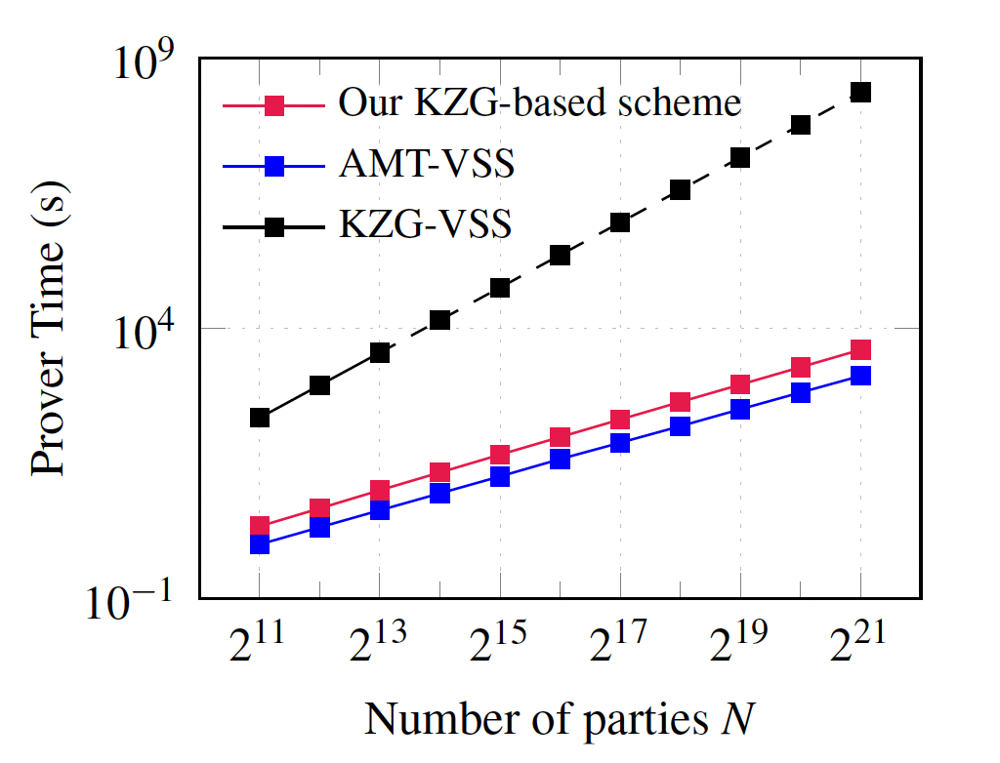 10^9
Our KZG-based scheme
AMT-VSS
KZG-VSS
Prover Time (s)
10^4
10^−1
2^11 2^13 2^15 2^17 2^19 2^21
Number of parties N